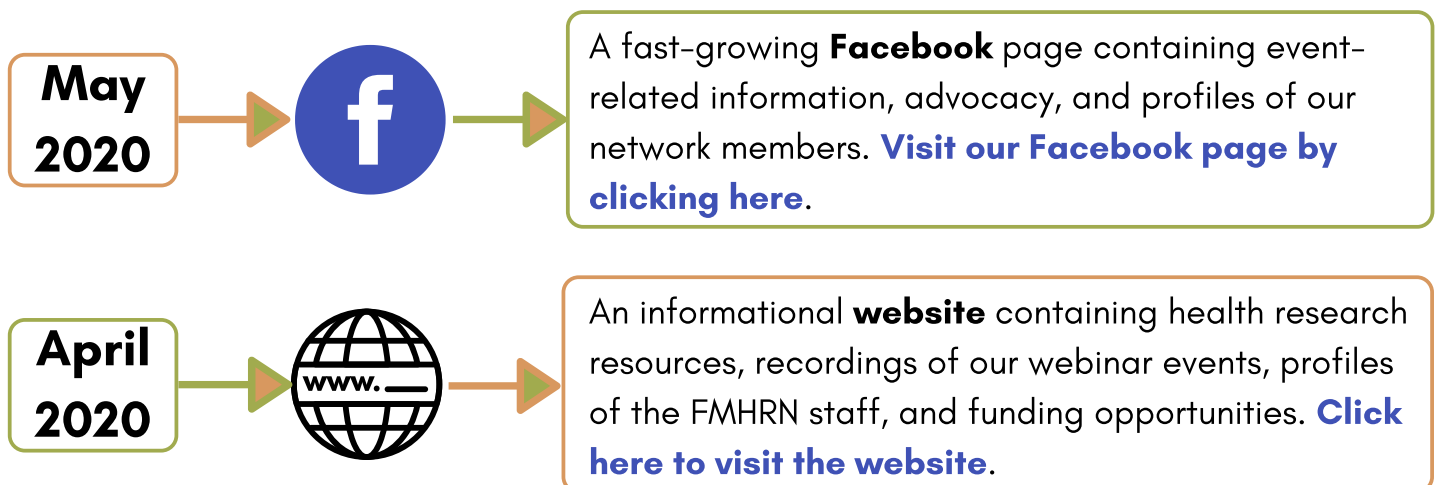 May
2020
f
A fast-growing Facebook page containing event-
related information, advocacy, and profiles of our
network members. Visit our Facebook page by
clicking here.
April
2020
www. __
An informational website containing health research
resources, recordings of our webinar events, profiles
of the FMHRN staff, and funding opportunities. Click
here to visit the website.